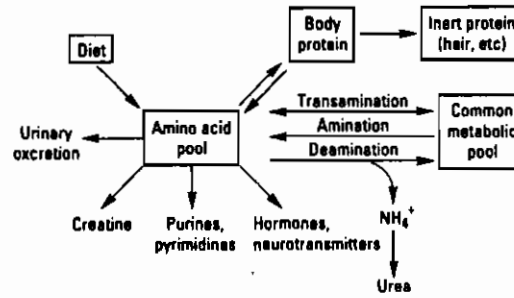 Body
protein
Inert protein
(hair, etc)
Diet
Amino acid
pool
Transamination
Amination
Deamination
Common
metabolic
pool
Urinary
oxcretion
Creatine
Purines,
pyrimidines
Hormones,
neurotransmitters
NH₄⁺
Urea